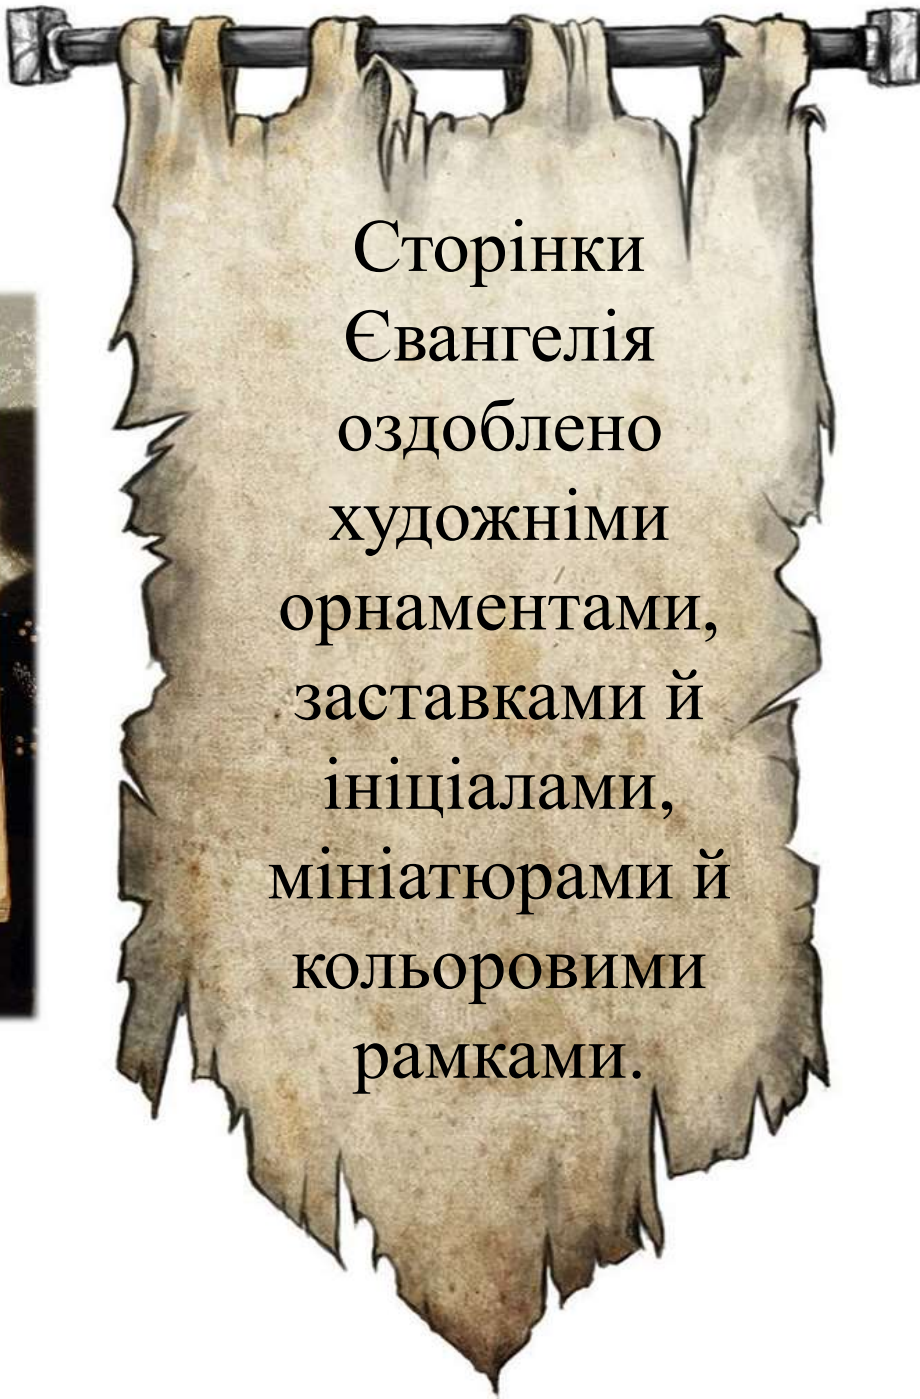 Сторінки
Євангелія
оздоблено
художніми
орнаментами,
заставками й
ініціалами,
мініатюрами й
кольоровими
рамками.